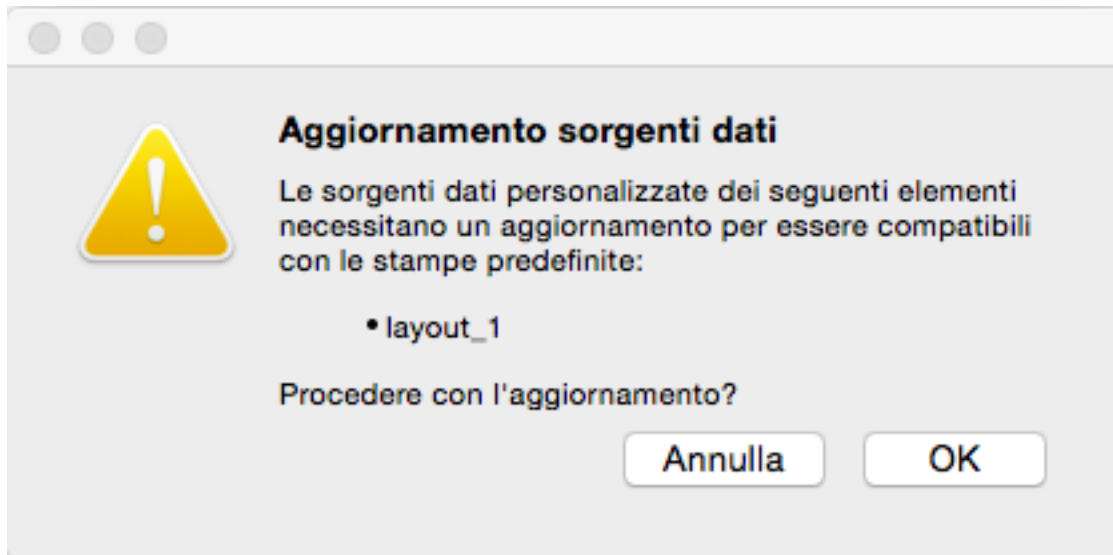 Aggiornamento sorgenti dati
Le sorgenti dati personalizzate dei seguenti elementi
necessitano un aggiornamento per essere compatibili
con le stampe predefinite:
• layout_1
Procedere con l'aggiornamento?
Annulla
OK